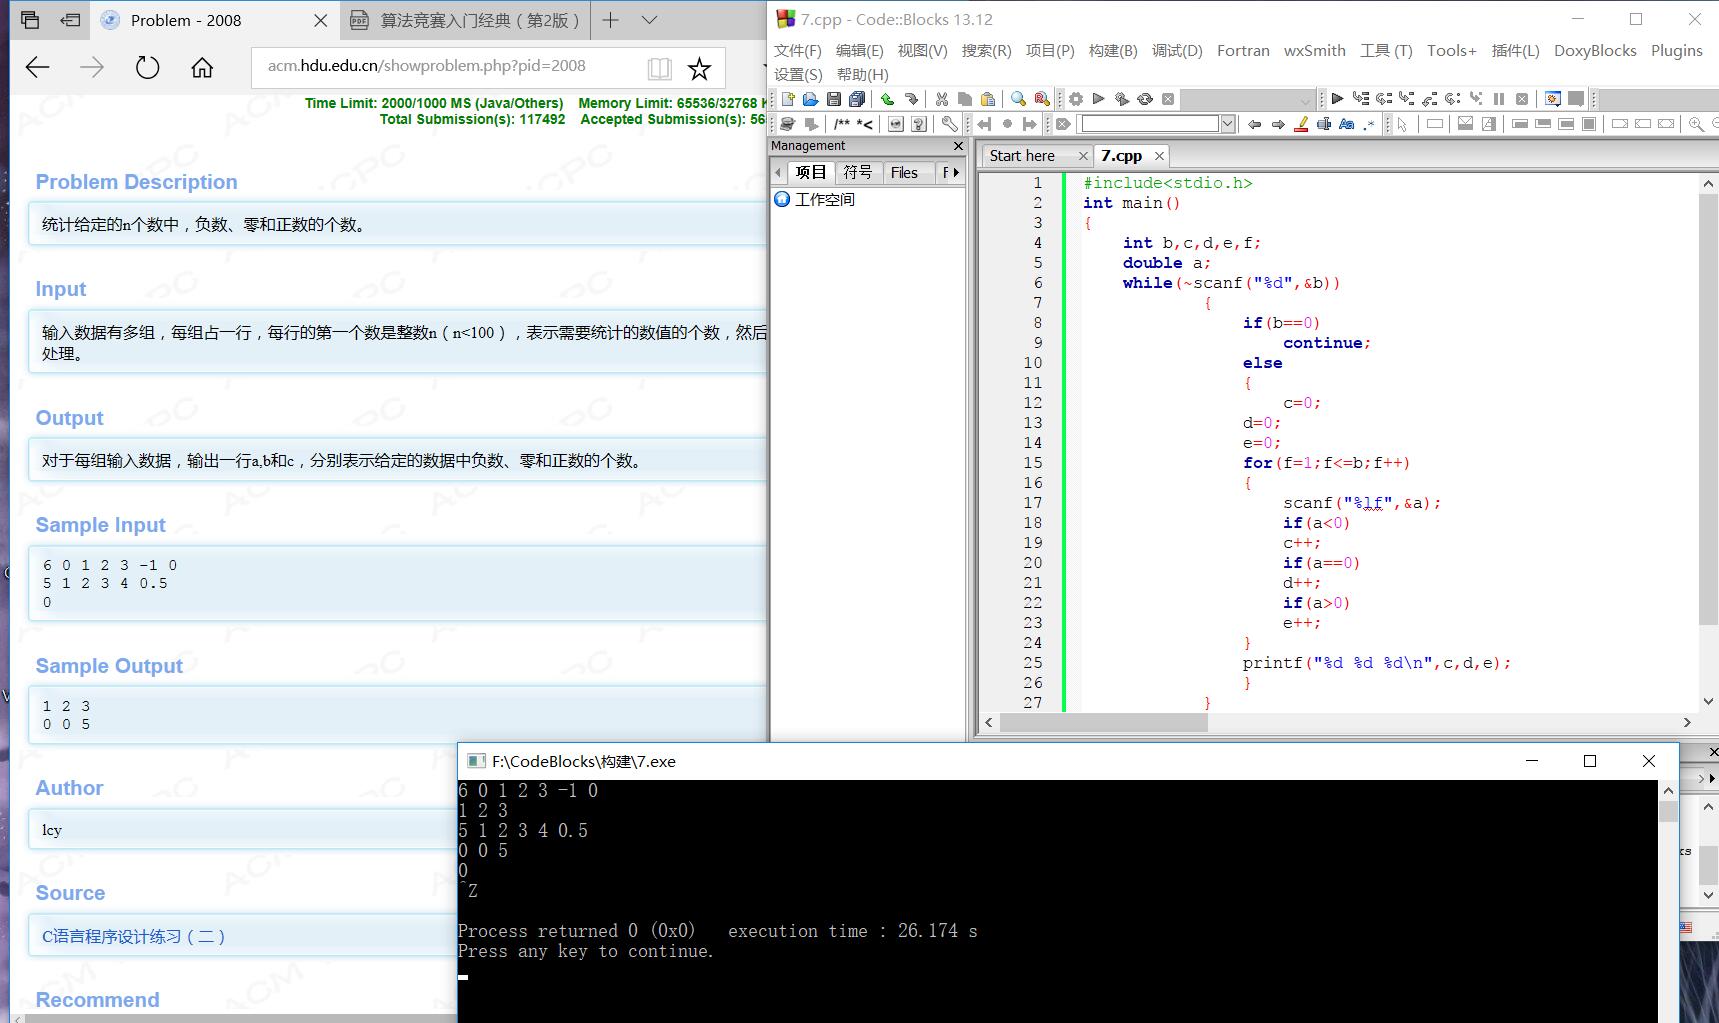 Problem - 2008
算法竞赛入门经典（第2版）
acm.hdu.edu.cn/showproblem.php?pid=2008
Time Limit: 2000/1000 MS (Java/Others) Memory Limit: 65536/32768 K
Total Submission(s): 117492 Accepted Submission(s): 56
Problem Description
统计给定的n个数中，负数、零和正数的个数。
Input
输入数据有多组，每组占一行，每行的第一个数是整数n（n<100），表示需要统计的数值的个数，然后
处理。
Output
对于每组输入数据，输出一行a,b和c，分别表示给定的数据中负数、零和正数的个数。
Sample Input
6 0 1 2 3 -1 0
5 1 2 3 4 0.5
0
Sample Output
1 2 3
0 0 5
Author
lcy
Source
C语言程序设计练习（二）
Recommend
7.cpp - Code::Blocks 13.12
文件(F) 编辑(E) 视图(V) 搜索(R) 项目(P) 构建(B) 调试(D) Fortran wxSmith 工具 (T) Tools+ 插件(L) DoxyBlocks Plugins
设置(S) 帮助(H)
Management
项目 符号 Files F
工作空间
Start here 7.cpp
1 #include<stdio.h>
2 int main()
3 {
4 int b,c,d,e,f;
5 double a;
6 while(~scanf("%d",&b))
7 {
8 if(b==0)
9 continue;
10 else
11 {
12 c=0;
13 d=0;
14 e=0;
15 for(f=1;f<=b;f++)
16 {
17 scanf("%lf",&a);
18 if(a<0)
19 c++;
20 if(a==0)
21 d++;
22 if(a>0)
23 e++;
24 }
25 printf("%d %d %d\n",c,d,e);
26 }
27 }
F:\CodeBlocks\构建\7.exe
6 0 1 2 3 -1 0
1 2 3
5 1 2 3 4 0.5
0 0 5
0
^Z
Process returned 0 (0x0) execution time : 26.174 s
Press any key to continue.